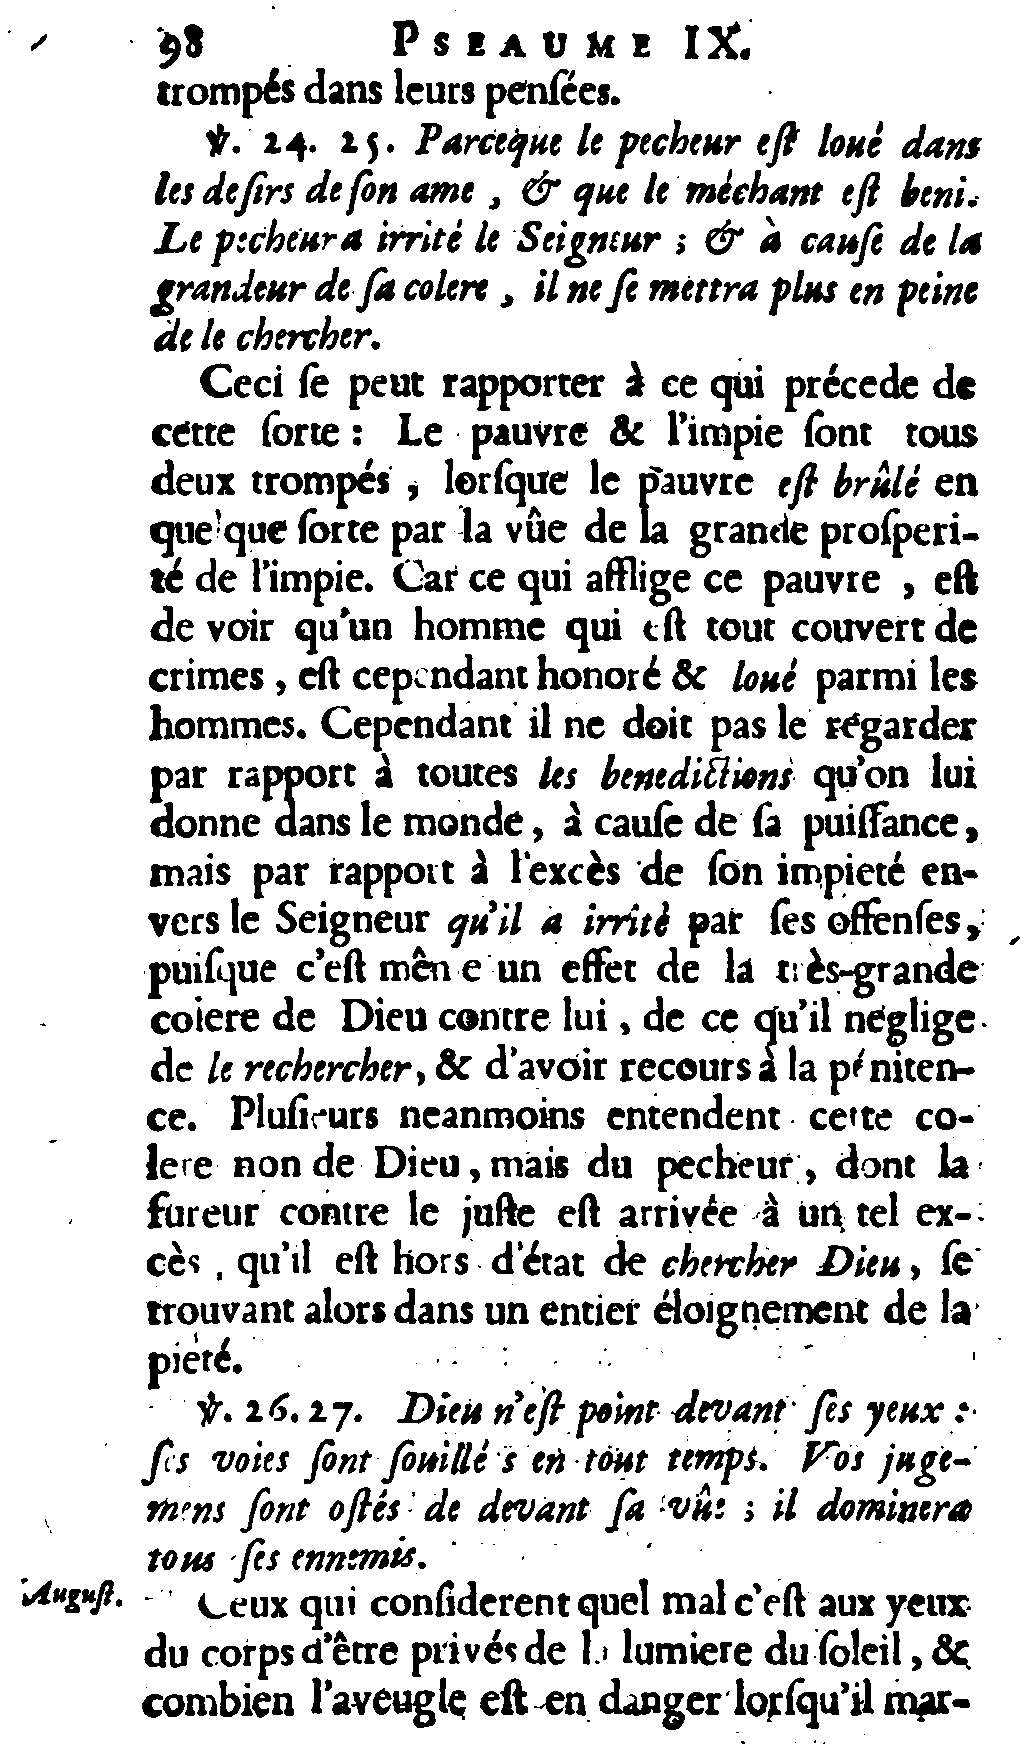 98 PSEAUME IX.
trompés dans leurs penſées.
℣. 24. 25. Parceque le pecheur eſt loué dans
les deſirs de ſon ame, & que le méchant eſt beni.
Le pecheur a irrité le Seigneur ; & à cauſe de la
grandeur de ſa colere, il ne ſe mettra plus en peine
de le chercher.
Ceci ſe peut rapporter à ce qui précede de
cette ſorte : Le pauvre & l'impie ſont tous
deux trompés, lorſque le pauvre eſt brûlé en
quelque ſorte par la vûe de la grande proſperi-
té de l'impie. Car ce qui afflige ce pauvre, eſt
de voir qu'un homme qui eſt tout couvert de
crimes, eſt cependant honoré & loué parmi les
hommes. Cependant il ne doit pas le regarder
par rapport à toutes les benedictions qu'on lui
donne dans le monde, à cauſe de ſa puiſſance,
mais par rapport à l'excès de ſon impieté en-
vers le Seigneur qu'il a irrité par ſes offenſes,
puiſque c'eſt même un effet de la très-grande
colere de Dieu contre lui, de ce qu'il neglige
de le rechercher, & d'avoir recours à la péniten-
ce. Pluſieurs neanmoins entendent cette co-
lere non de Dieu, mais du pecheur, dont la
fureur contre le juſte eſt arrivée à un tel ex-
cès, qu'il eſt hors d'état de chercher Dieu, ſe
trouvant alors dans un entier éloignement de la
pieté.
℣. 26. 27. Dieu n'eſt point devant ſes yeux :
ſes voies ſont ſouillées en tout temps. Vos juge-
mens ſont oſtés de devant ſa vûe ; il dominera
tous ſes ennemis.
Auguſt. Ceux qui conſiderent quel mal c'eſt aux yeux
du corps d'être privés de la lumiere du ſoleil, &
combien l'aveugle eſt en danger lorſqu'il mar-